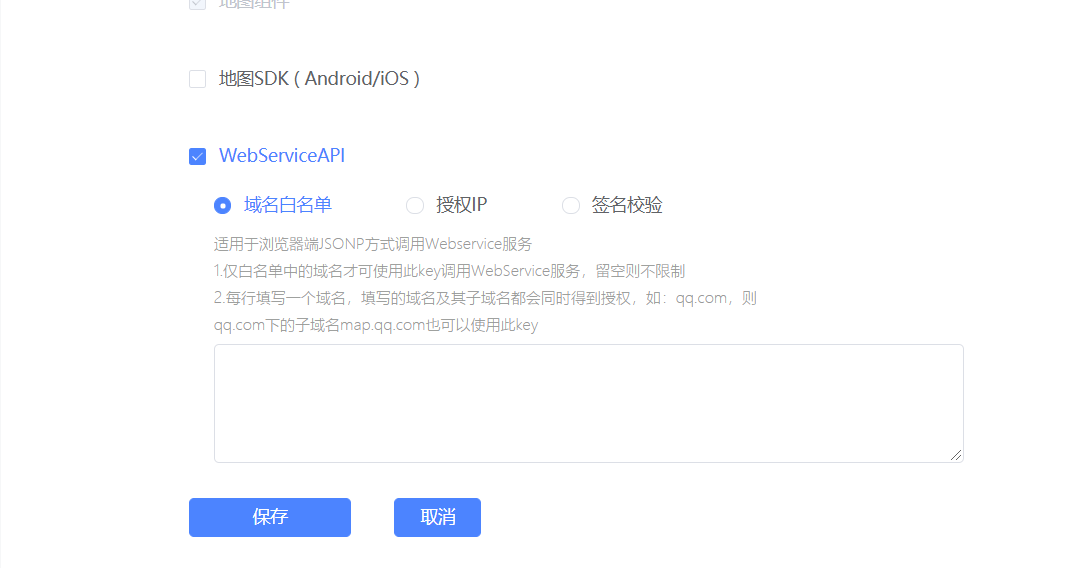 地图组件
地图SDK ( Android/iOS )
WebServiceAPI
域名白名单 授权IP 签名校验
适用于浏览器端JSONP方式调用Webservice服务
1.仅白名单中的域名才可使用此key调用WebService服务，留空则不限制
2.每行填写一个域名，填写的域名及其子域名都会同时得到授权，如：qq.com，则
qq.com下的子域名map.qq.com也可以使用此key
保存 取消